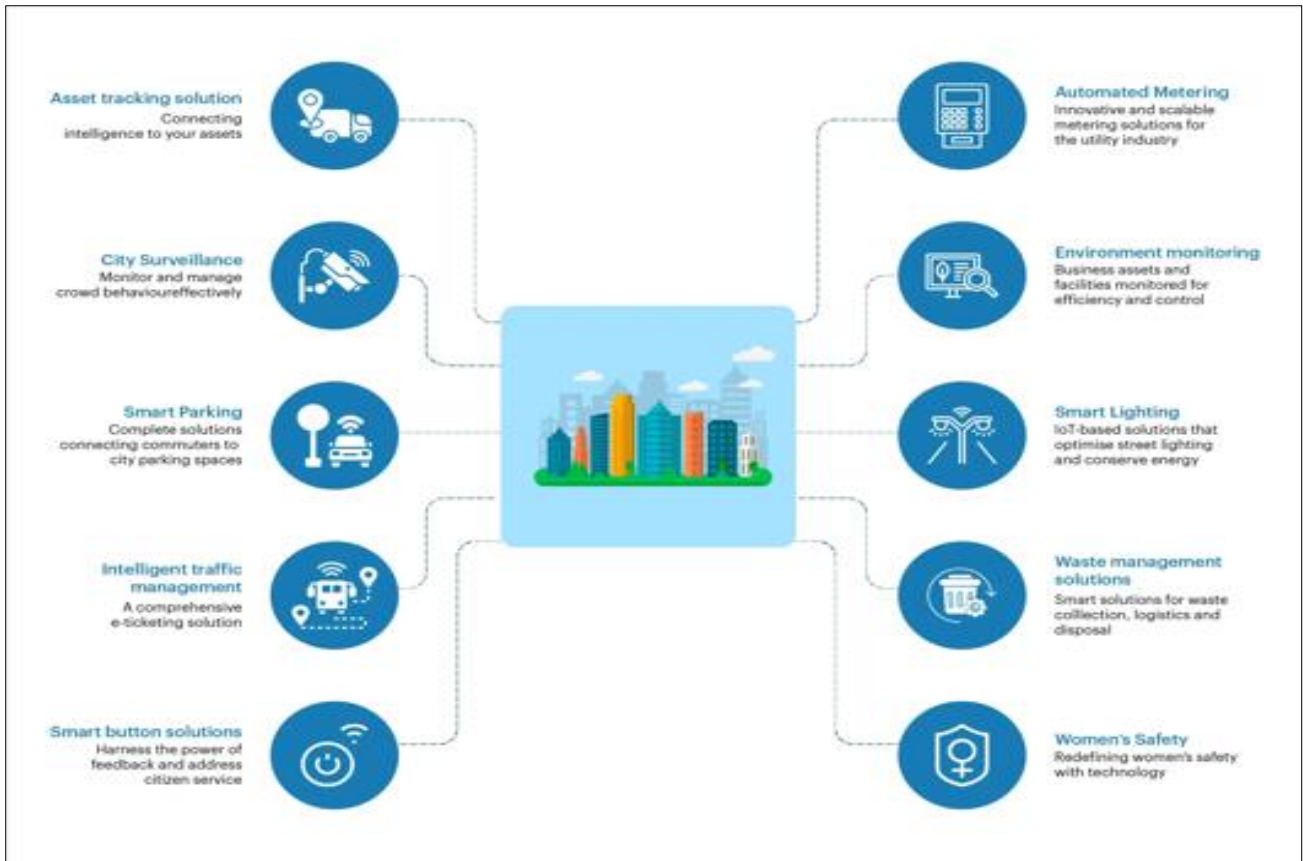 Asset tracking solution
Connecting
intelligence to your assets
City Surveillance
Monitor and manage
crowd behavioureffectively
Smart Parking
Complete solutions
connecting commuters to
city parking spaces
Intelligent traffic
management
A comprehensive
e-ticketing solution
Smart button solutions
Harness the power of
feedback and address
citizen service
Automated Metering
Innovative and scalable
metering solutions for
the utility industry
Environment monitoring
Business assets and
facilities monitored for
efficiency and control
Smart Lighting
IoT-based solutions that
optimise street lighting
and conserve energy
Waste management
solutions
Smart solutions for waste
colllection, logistics and
disposal
Women's Safety
Redefining women's safety
with technology